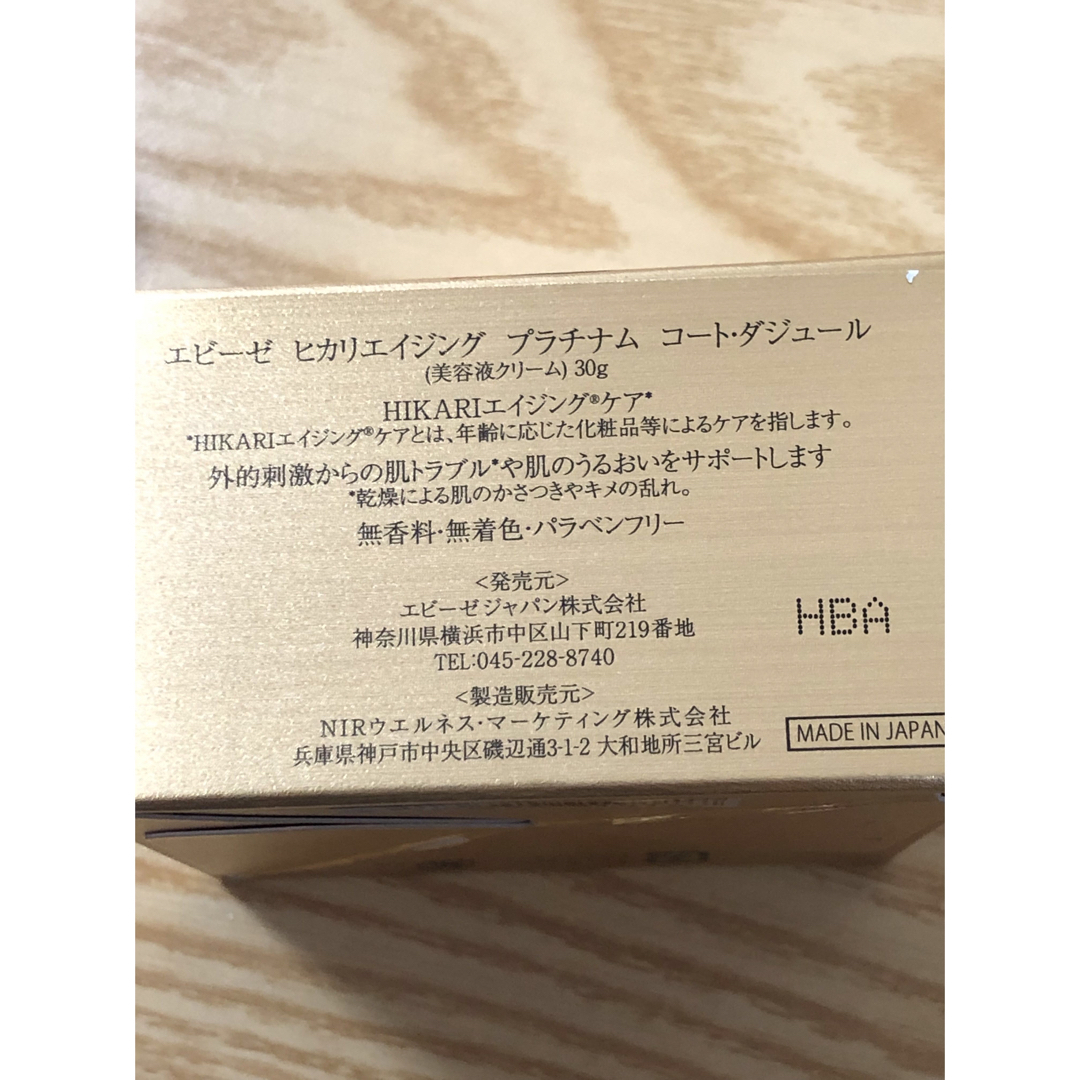 エビーゼ ヒカリエイジング プラチナム コート・ダジュール
(美容液クリーム) 30g
HIKARIエイジング®ケア*
*HIKARIエイジング®ケアとは、年齢に応じた化粧品等によるケアを指します。
外的刺激からの肌トラブル*や肌のうるおいをサポートします
*乾燥による肌のかさつきやキメの乱れ。
無香料・無着色・パラベンフリー
<発売元>
エビーゼジャパン株式会社
神奈川県横浜市中区山下町219番地
TEL:045-228-8740
HBA
<製造販売元>
NIRウエルネス・マーケティング株式会社
兵庫県神戸市中央区磯辺通3-1-2 大和地所三宮ビル
MADE IN JAPAN